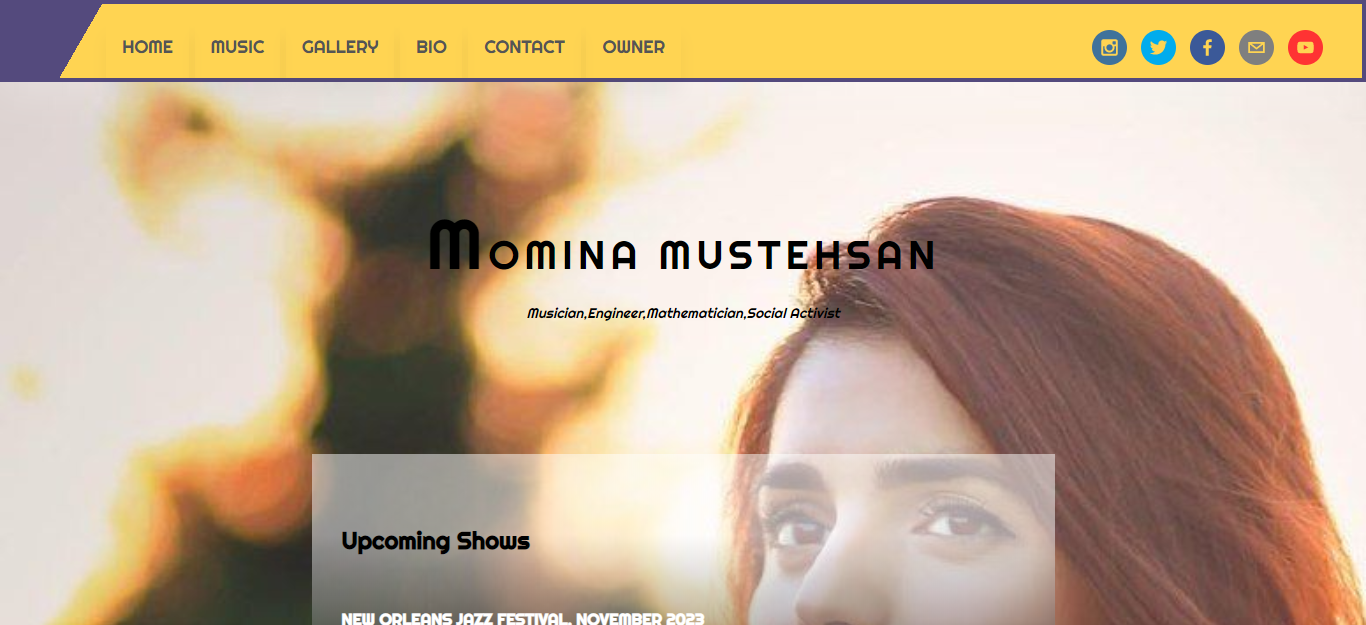 HOME MUSIC GALLERY BIO CONTACT OWNER
Momina mustehsan
Musician,Engineer,Mathematician,Social Activist
Upcoming Shows
NEW ORLEANS JAZZ FESTIVAL, NOVEMBER 2023